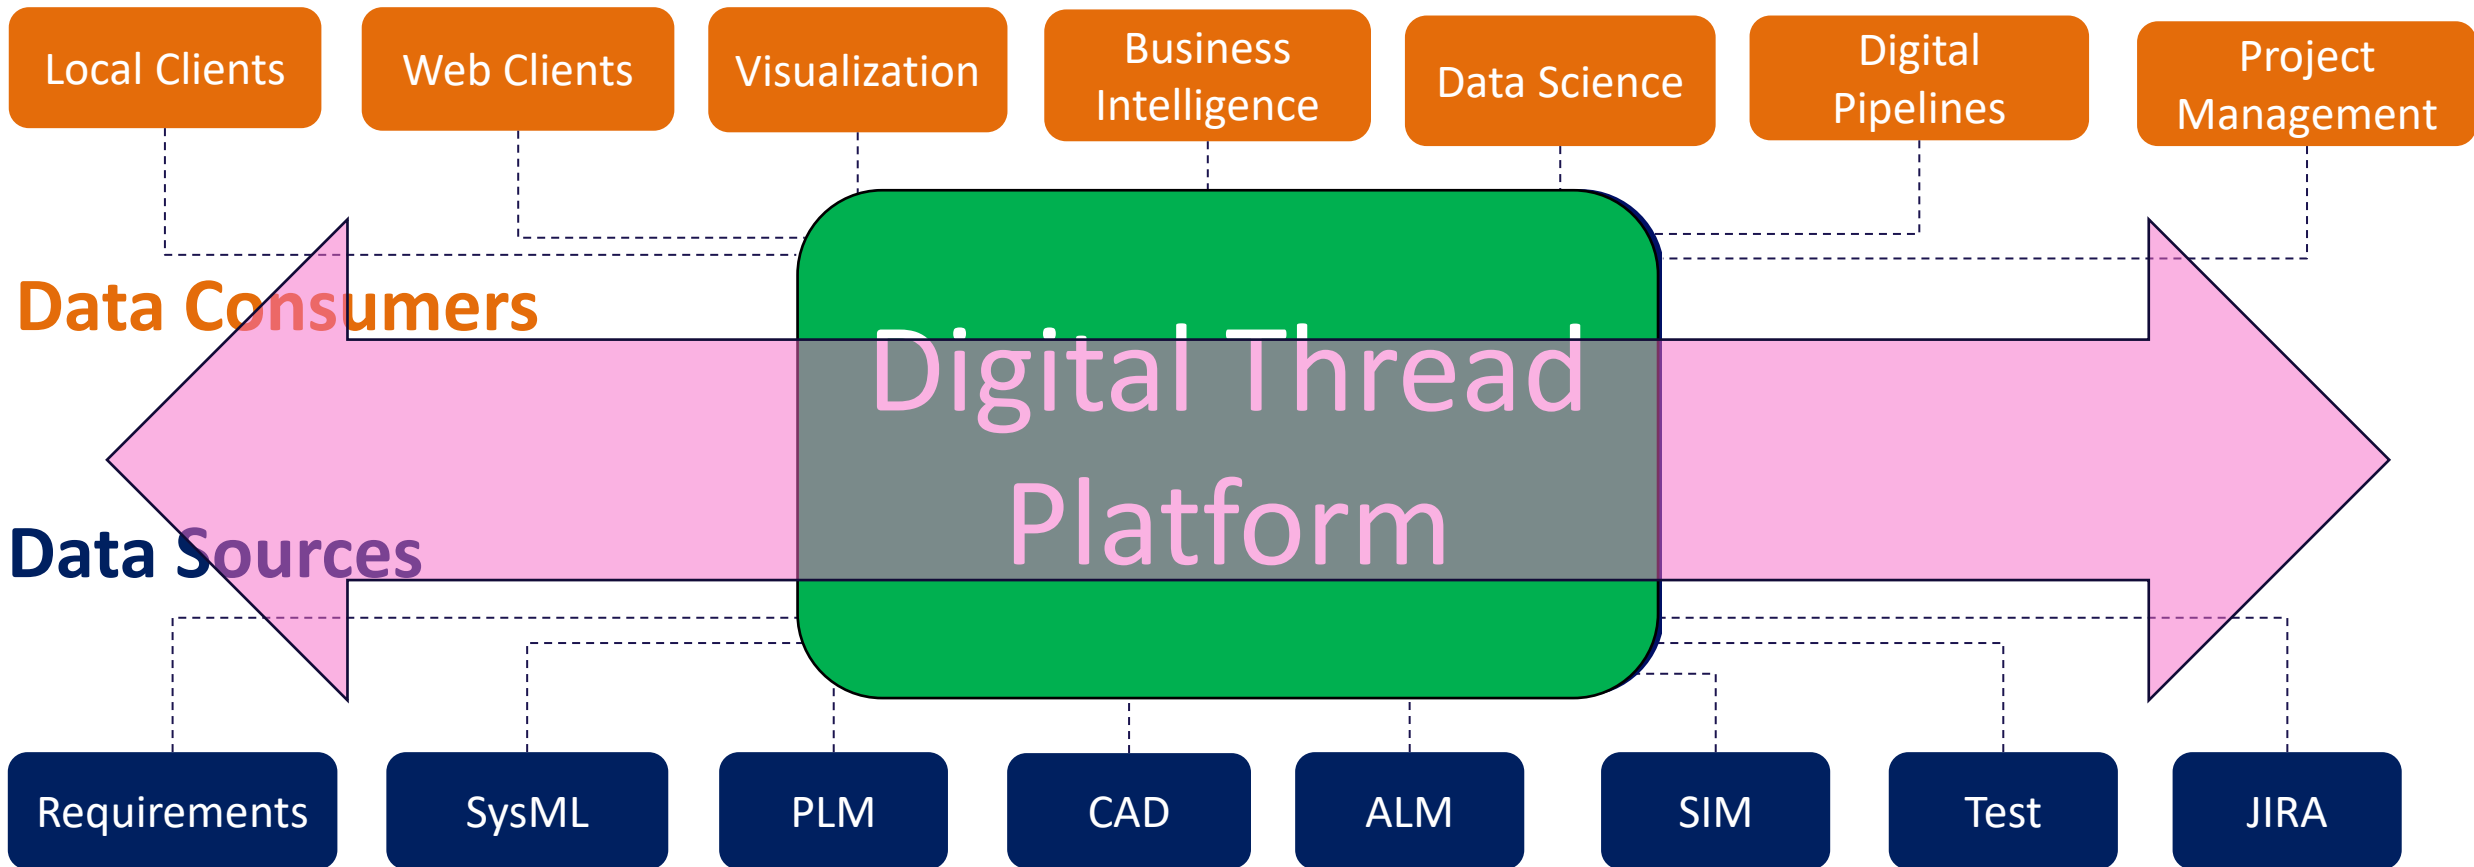 Local Clients
Web Clients
Visualization
Business
Intelligence
Data Science
Digital
Pipelines
Project
Management
Data Consumers
Digital Thread
Platform
Data Sources
Requirements
SysML
PLM
CAD
ALM
SIM
Test
JIRA